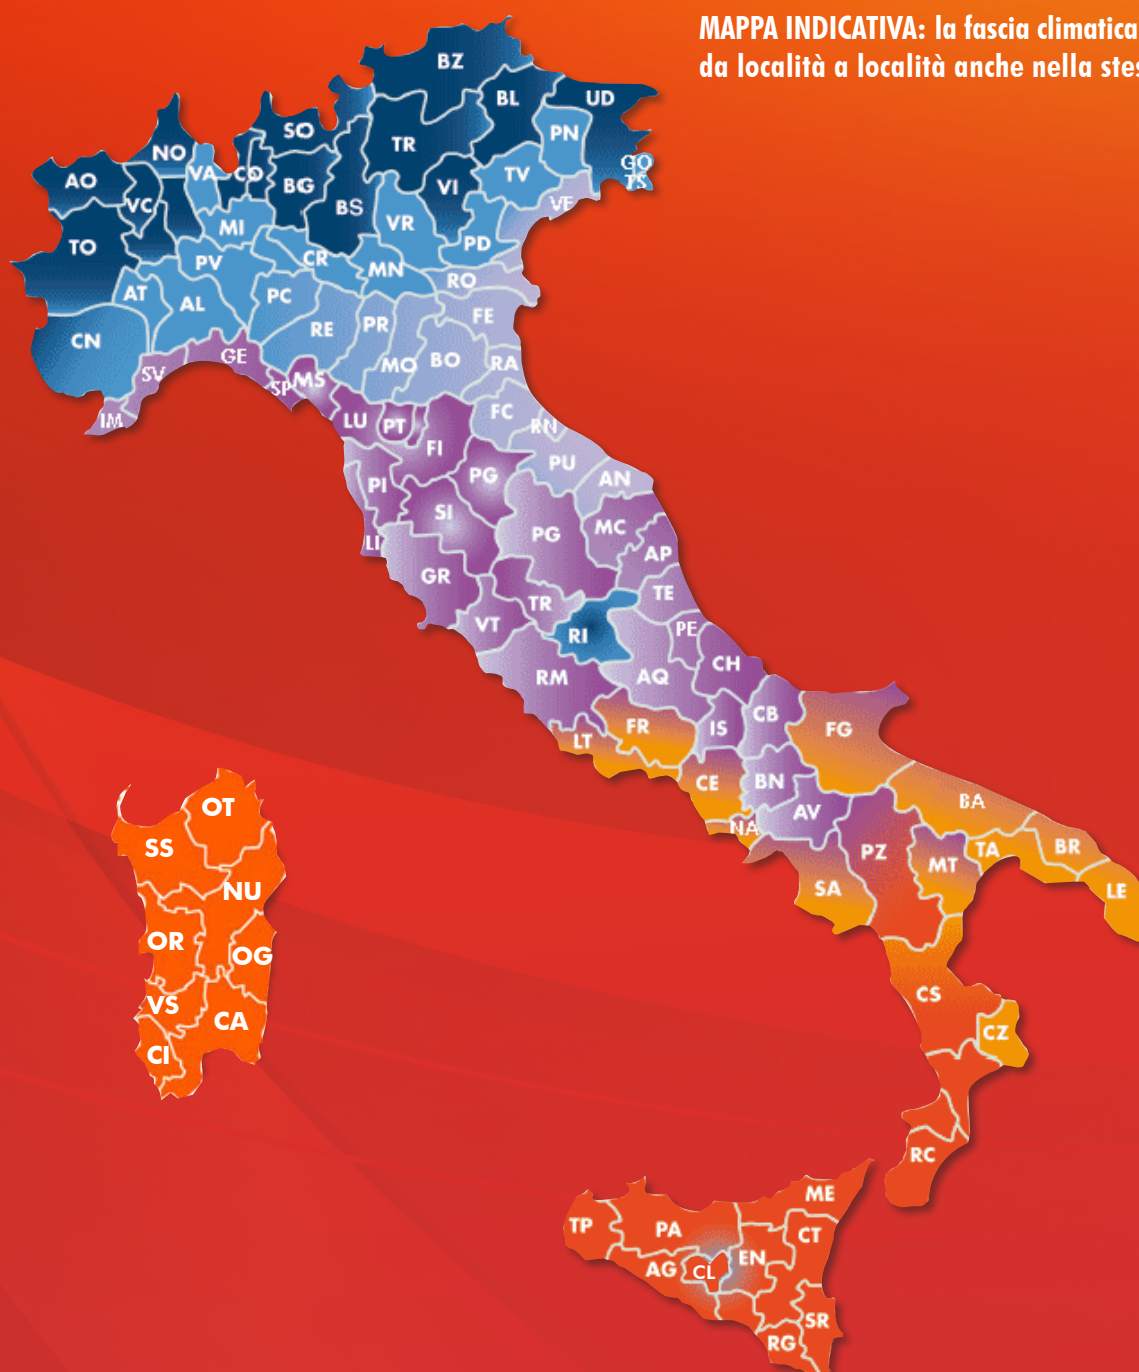 MAPPA INDICATIVA: la fascia climatica
da località a località anche nella
BZ
BL
UD
SO
TR
PN
NO
GO
TS
AO
VA
CO
BG
VI
TV
VC
BS
VE
MI
VR
TO
PV
CR
PD
MN
RO
AT
AL
PC
RE
PR
FE
CN
MO
BO
RA
GE
SV
SP
MS
IM
LU
PT
FC
RN
FI
PU
PG
AN
PI
SI
PG
MC
LI
AP
GR
TE
TR
VT
RI
PE
CH
RM
AQ
CB
IS
FR
FG
LT
CE
BN
BA
AV
NA
PZ
TA
BR
MT
SA
LE
OT
SS
NU
OR
OG
VS
CA
CI
CS
CZ
RC
ME
TP
PA
CT
EN
AG
CL
SR
RG